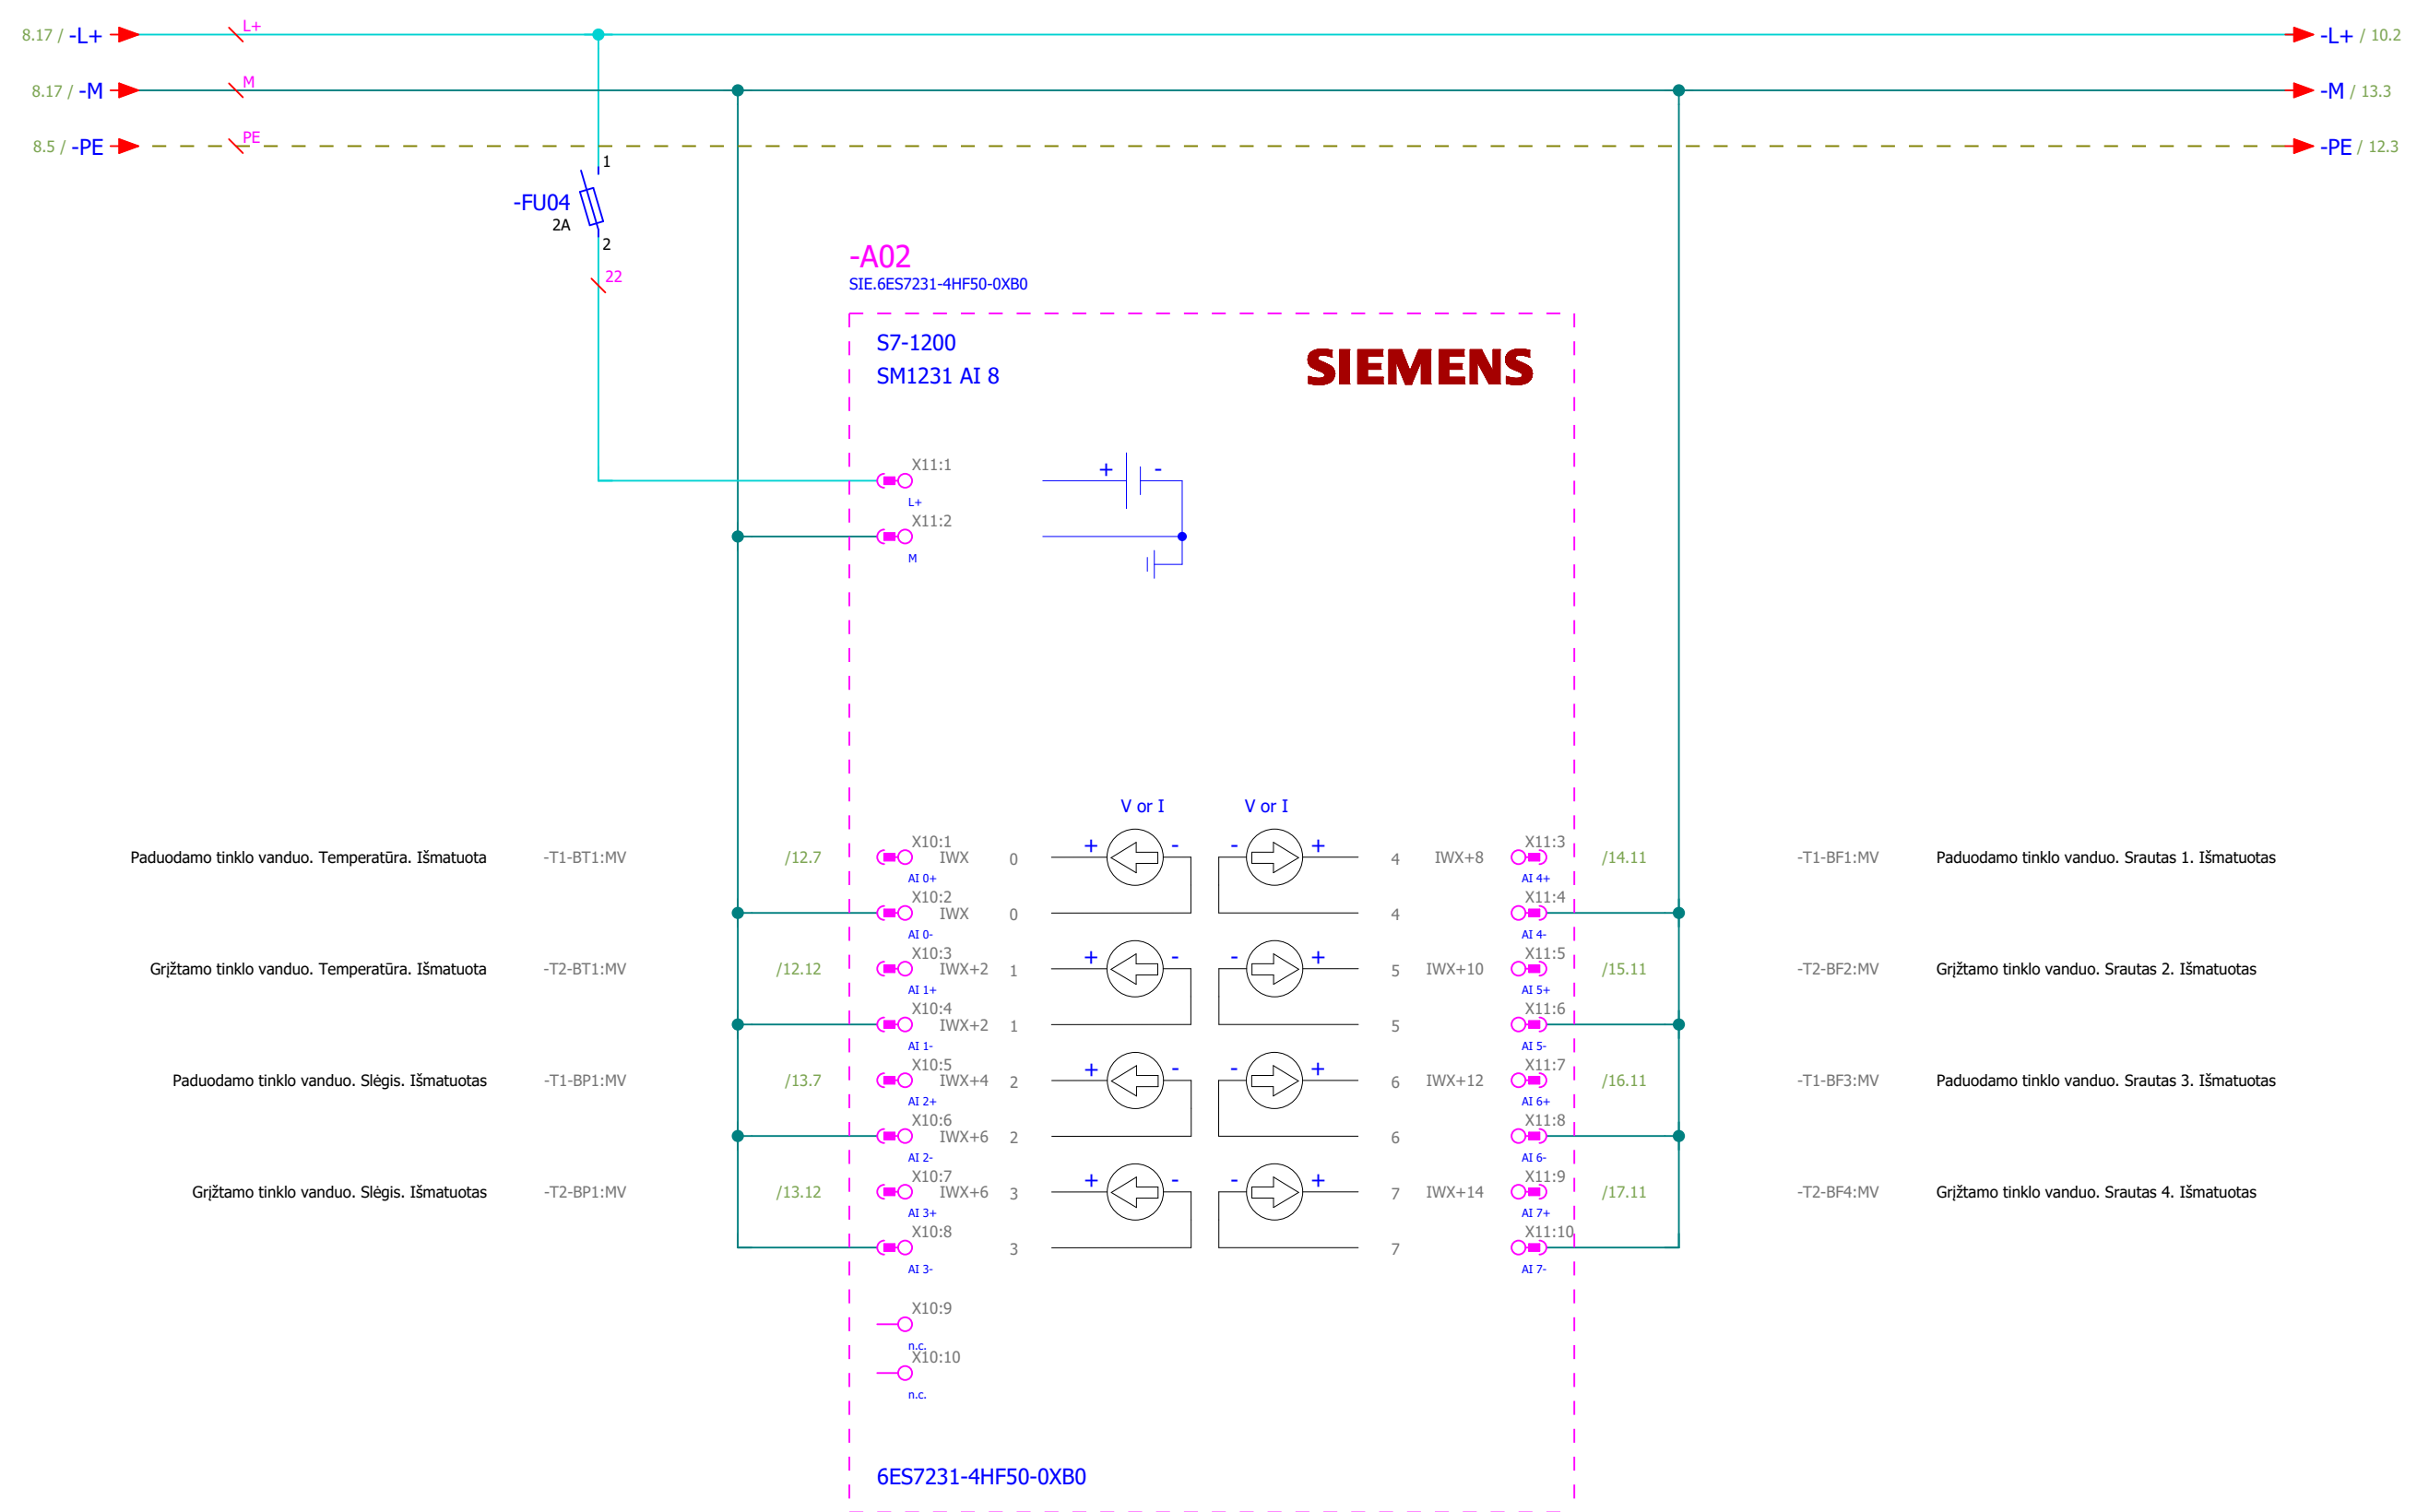 8.17 / -L+ L+ -L+ / 10.2
8.17 / -M M -M / 13.3
8.5 / -PE PE -PE / 12.3
1
-FU04
2A
2
22
-A02
SIE.6ES7231-4HF50-0XB0
S7-1200
SIEMENS
SM1231 AI 8
X11:1
+ -
L+
X11:2
M
V or I V or I
Paduodamo tinklo vanduo. Temperatūra. Išmatuota -T1-BT1:MV /12.7 X10:1 IWX 0 + - - + 4 IWX+8 X11:3 /14.11 -T1-BF1:MV Paduodamo tinklo vanduo. Srautas 1. Išmatuotas
AI 0+ AI 4+
X10:2 IWX 0 4 X11:4
AI 0- AI 4-
Grįžtamo tinklo vanduo. Temperatūra. Išmatuota -T2-BT1:MV /12.12 X10:3 IWX+2 1 + - - + 5 IWX+10 X11:5 /15.11 -T2-BF2:MV Grįžtamo tinklo vanduo. Srautas 2. Išmatuotas
AI 1+ AI 5+
X10:4 IWX+2 1 5 X11:6
AI 1- AI 5-
Paduodamo tinklo vanduo. Slėgis. Išmatuotas -T1-BP1:MV /13.7 X10:5 IWX+4 2 + - - + 6 IWX+12 X11:7 /16.11 -T1-BF3:MV Paduodamo tinklo vanduo. Srautas 3. Išmatuotas
AI 2+ AI 6+
X10:6 IWX+6 2 6 X11:8
AI 2- AI 6-
Grįžtamo tinklo vanduo. Slėgis. Išmatuotas -T2-BP1:MV /13.12 X10:7 IWX+6 3 + - - + 7 IWX+14 X11:9 /17.11 -T2-BF4:MV Grįžtamo tinklo vanduo. Srautas 4. Išmatuotas
AI 3+ AI 7+
X10:8 3 7 X11:10
AI 3- AI 7-
X10:9
n.c.
X10:10
n.c.
6ES7231-4HF50-0XB0